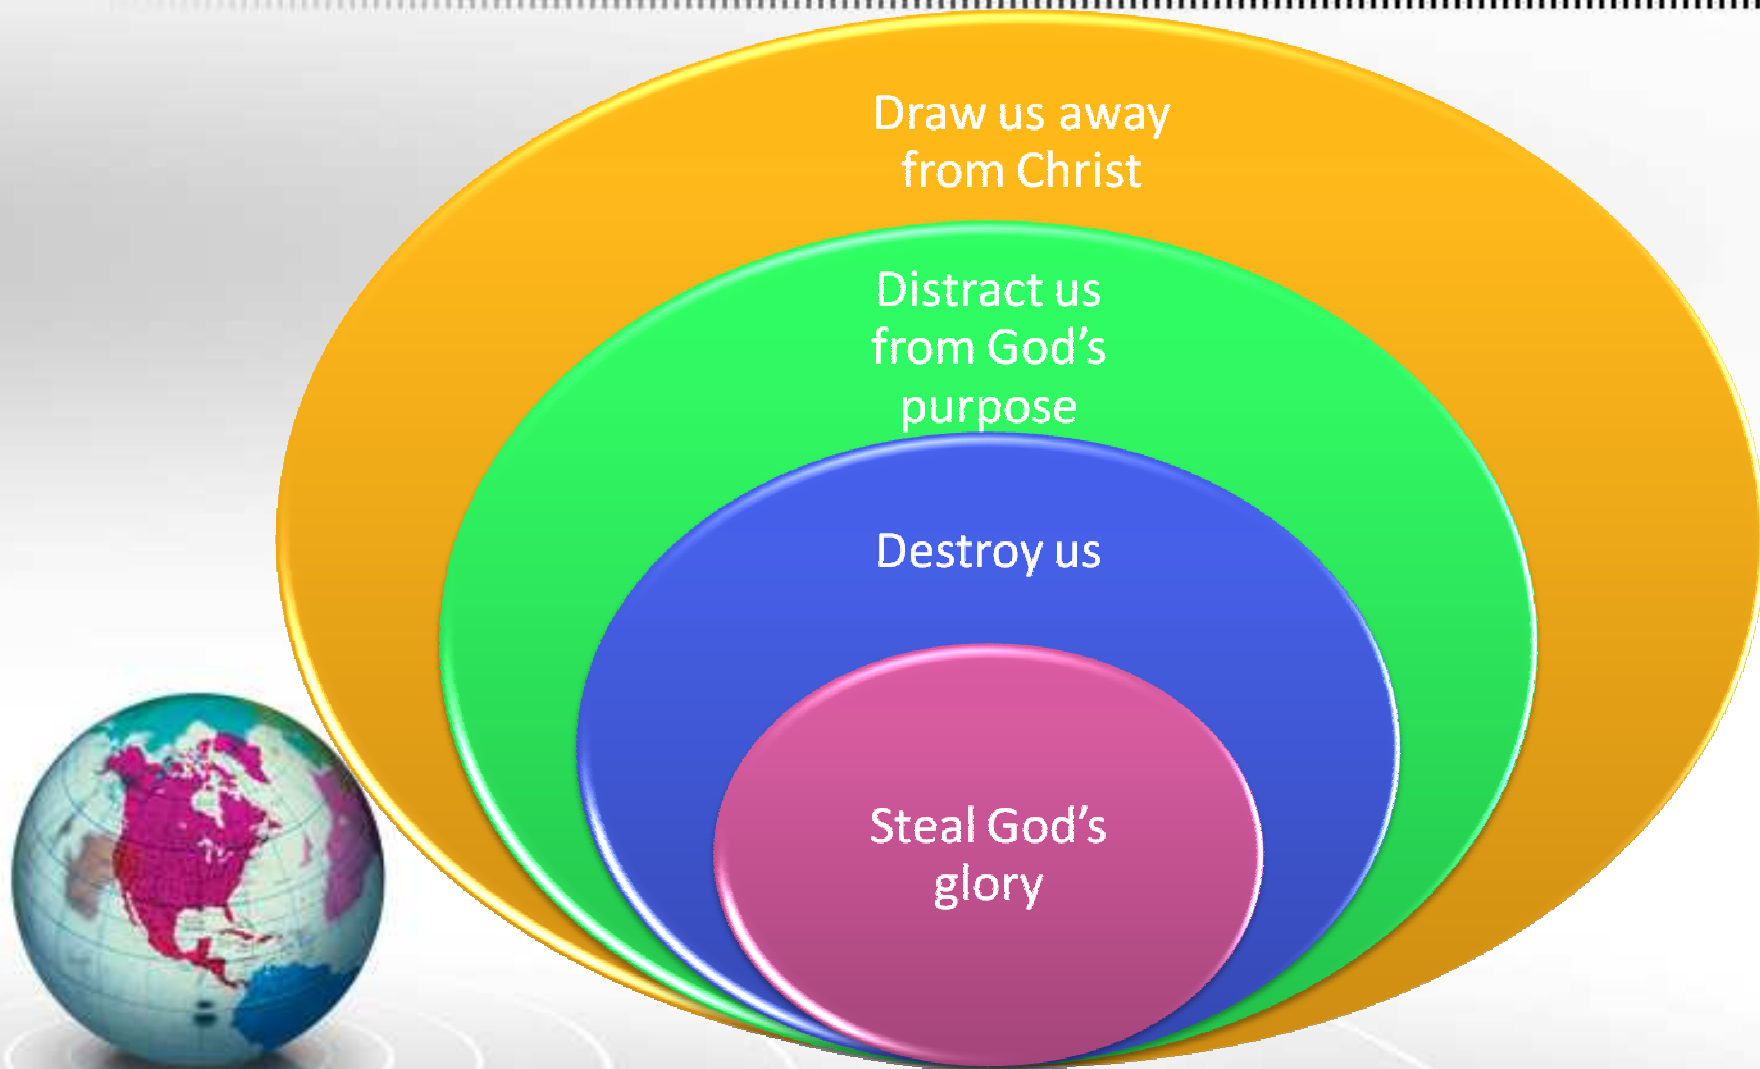 Draw us away
from Christ
Distract us
from God’s
purpose
Destroy us
Steal God’s
glory